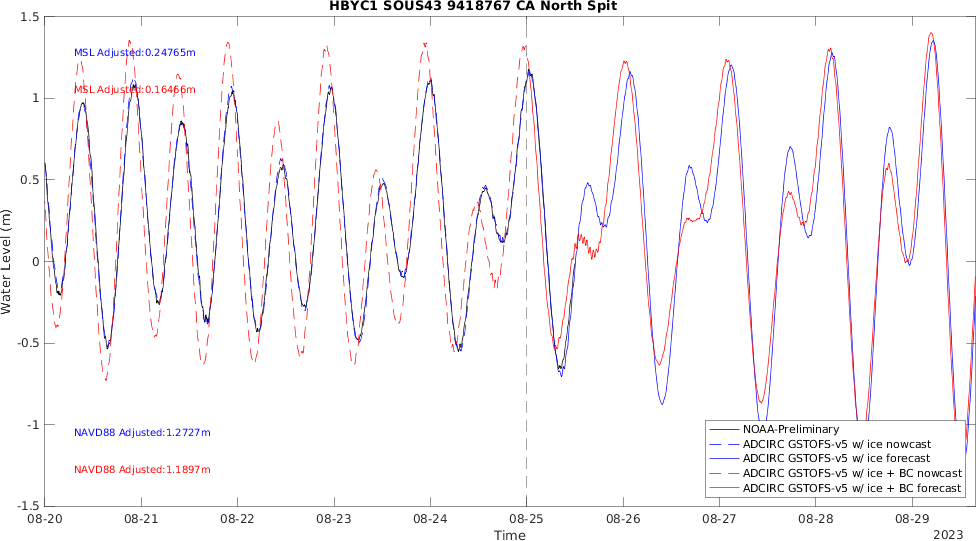 HBYC1 SOUS43 9418767 CA North Spit
1.5
1
0.5
0
-0.5
-1
-1.5
Water Level (m)
MSL Adjusted:0.24765m
MSL Adjusted:0.16466m
NAVD88 Adjusted:1.2727m
NAVD88 Adjusted:1.1897m
NOAA-Preliminary
ADCIRC GSTOFS-v5 w/ ice nowcast
ADCIRC GSTOFS-v5 w/ ice forecast
ADCIRC GSTOFS-v5 w/ ice + BC nowcast
ADCIRC GSTOFS-v5 w/ ice + BC forecast
08-20 08-21 08-22 08-23 08-24 08-25 08-26 08-27 08-28 08-29
Time
2023